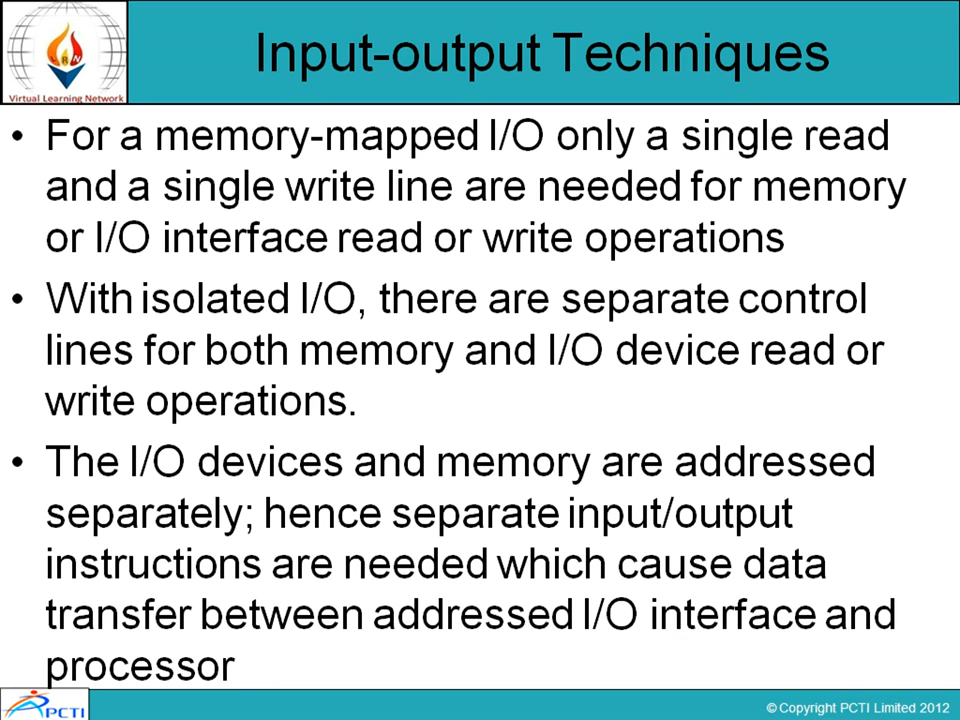 Input-output Techniques
Virtual Learning Network
• For a memory-mapped I/O only a single read
and a single write line are needed for memory
or I/O interface read or write operations
• With isolated I/O, there are separate control
lines for both memory and I/O device read or
write operations.
• The I/O devices and memory are addressed
separately; hence separate input/output
instructions are needed which cause data
transfer between addressed I/O interface and
processor
PCTI
© Copyright PCTI Limited 2012